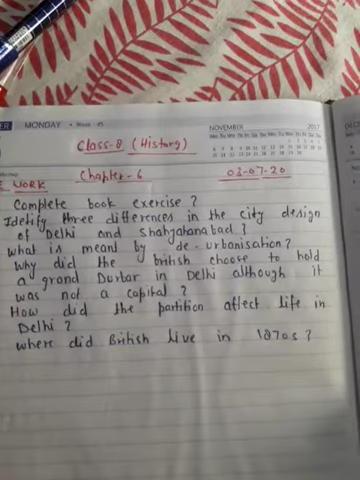 MONDAY • Week - 45
NOVEMBER 2017
Class-8 (History)
WORK Chapter-6 03-07-20
Complete book exercise ?
Idetify three differences in the city design
of Delhi and Shahjahanabad ?
what is meant by de-urbanisation ?
Why did the british choose to hold
a grand Durbar in Delhi although it
was not a capital ?
How did the partition affect life in
Delhi ?
where did British live in 1870s ?